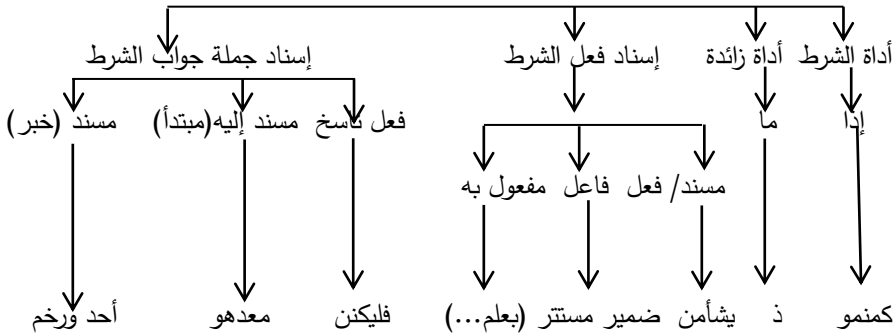 أداة الشرط أداة زائدة إسناد فعل الشرط إسناد جملة جواب الشرط
إذا ما فعل ناسخ مسند إليه(مبتدأ) مسند (خبر)
مسند/ فعل فاعل مفعول به
كمنمو ذ يشأمن ضمير مستتر (بعلم...) فليكنن معدهو أحد ورخم